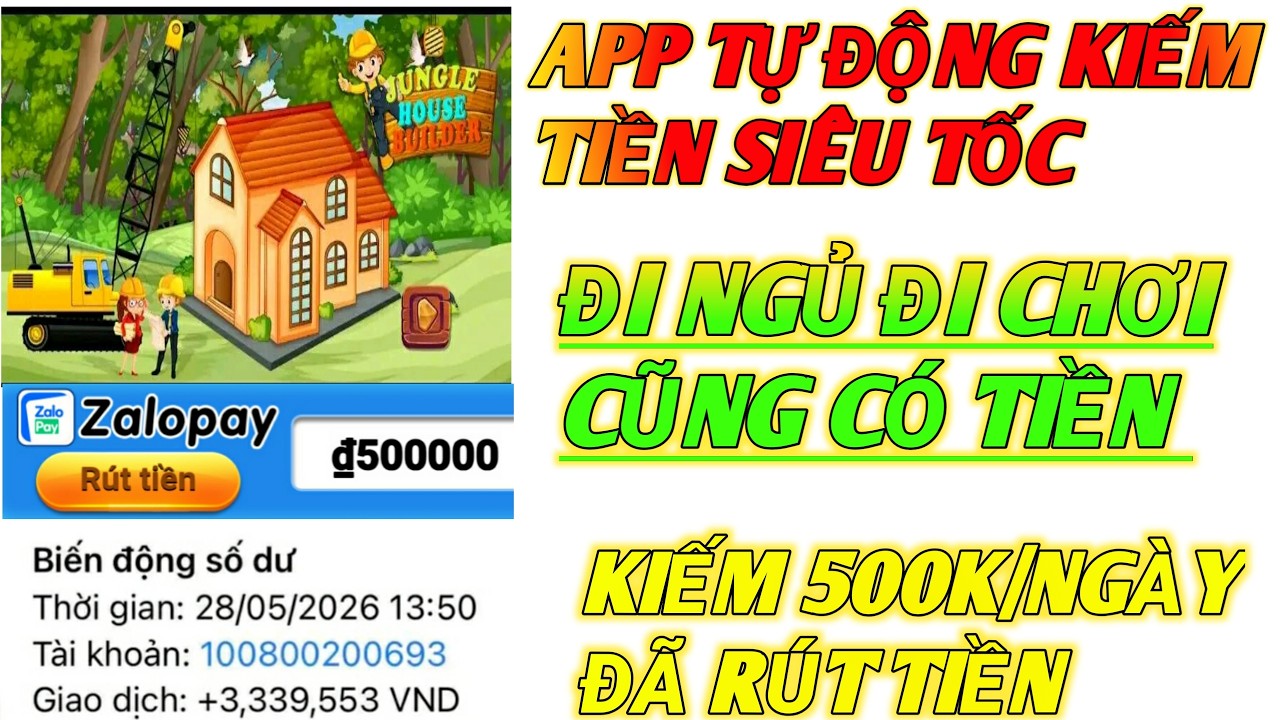 JUNGLE
HOUSE
BUILDER
Zalo
Pay
Zalopay
Rút tiền
₫500000
Biến động số dư
Thời gian: 28/05/2026 13:50
Tài khoản: 100800200693
Giao dịch: +3,339,553 VND
APP TỰ ĐỘNG KIẾM
TIỀN SIÊU TỐC
ĐI NGỦ ĐI CHƠI
CŨNG CÓ TIỀN
KIẾM 500K/NGÀY
ĐÃ RÚT TIỀN